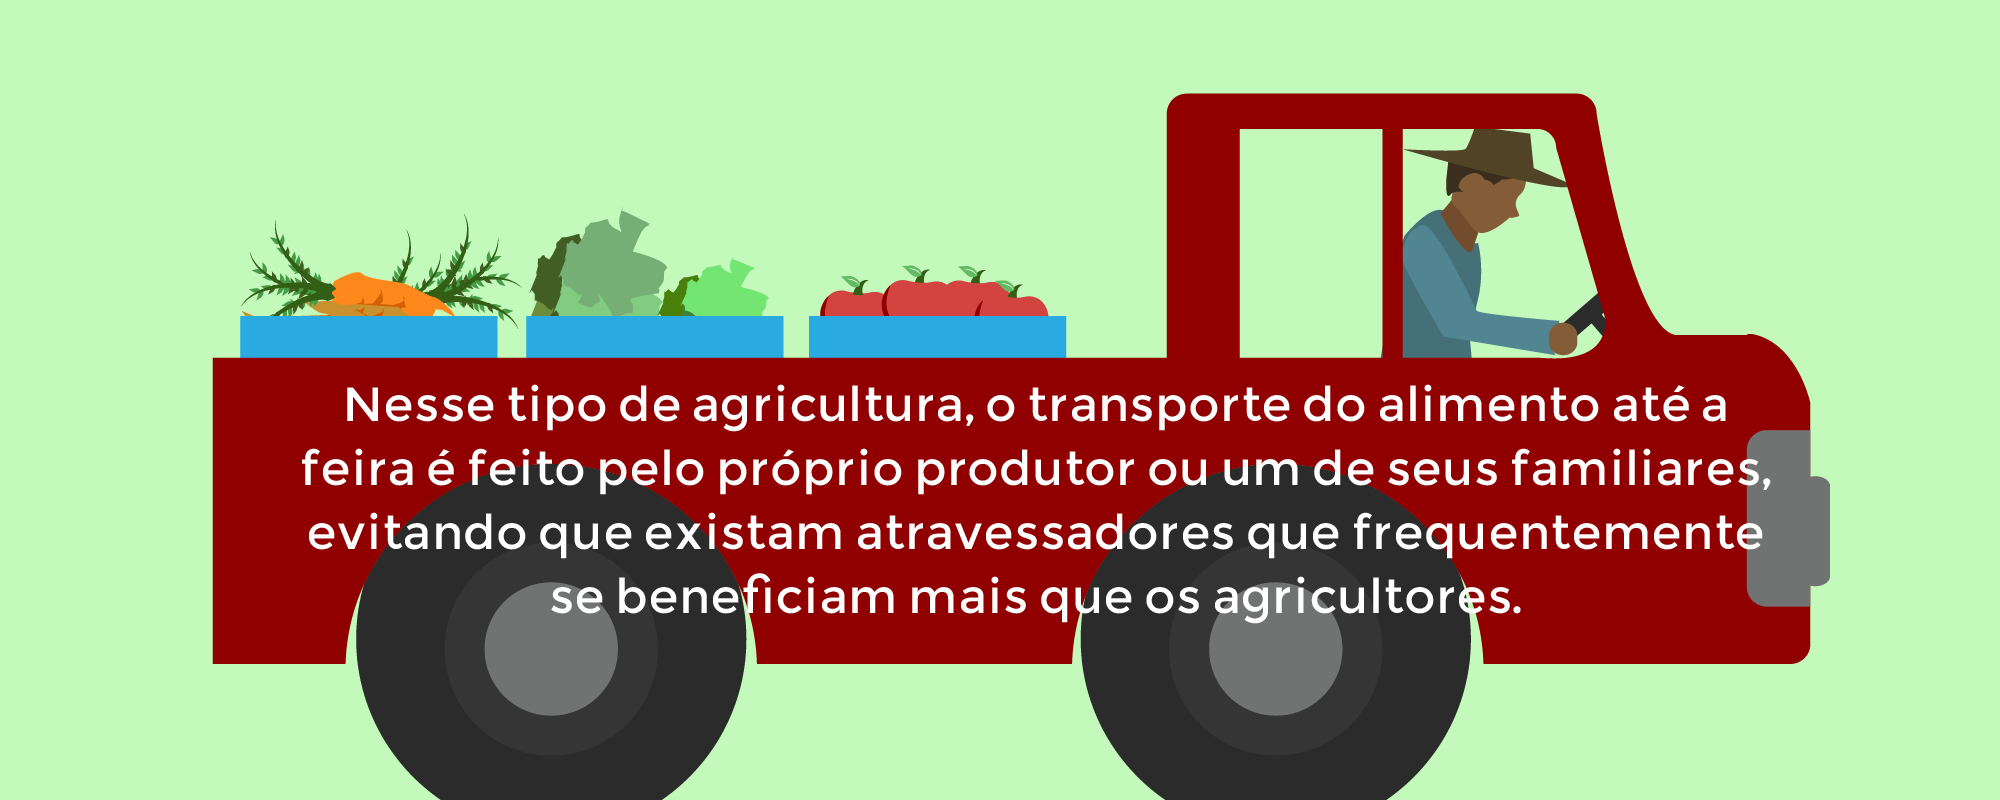 Nesse tipo de agricultura, o transporte do alimento até a
feira é feito pelo próprio produtor ou um de seus familiares,
evitando que existam atravessadores que frequentemente
se beneficiam mais que os agricultores.